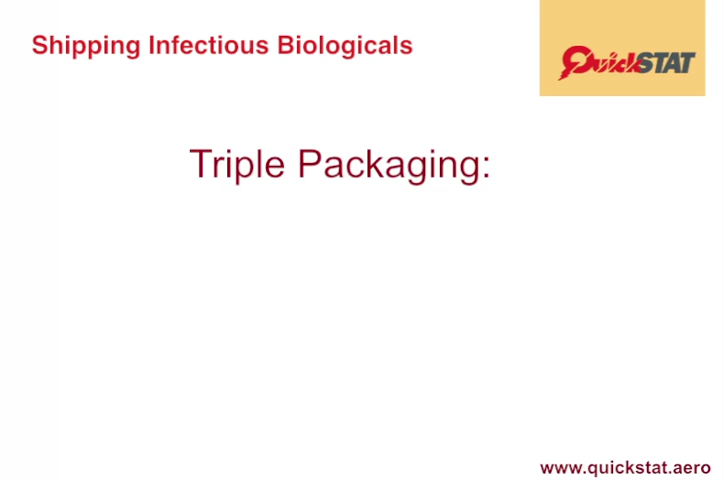 Shipping Infectious Biologicals
QuickSTAT
Triple Packaging:
www.quickstat.aero